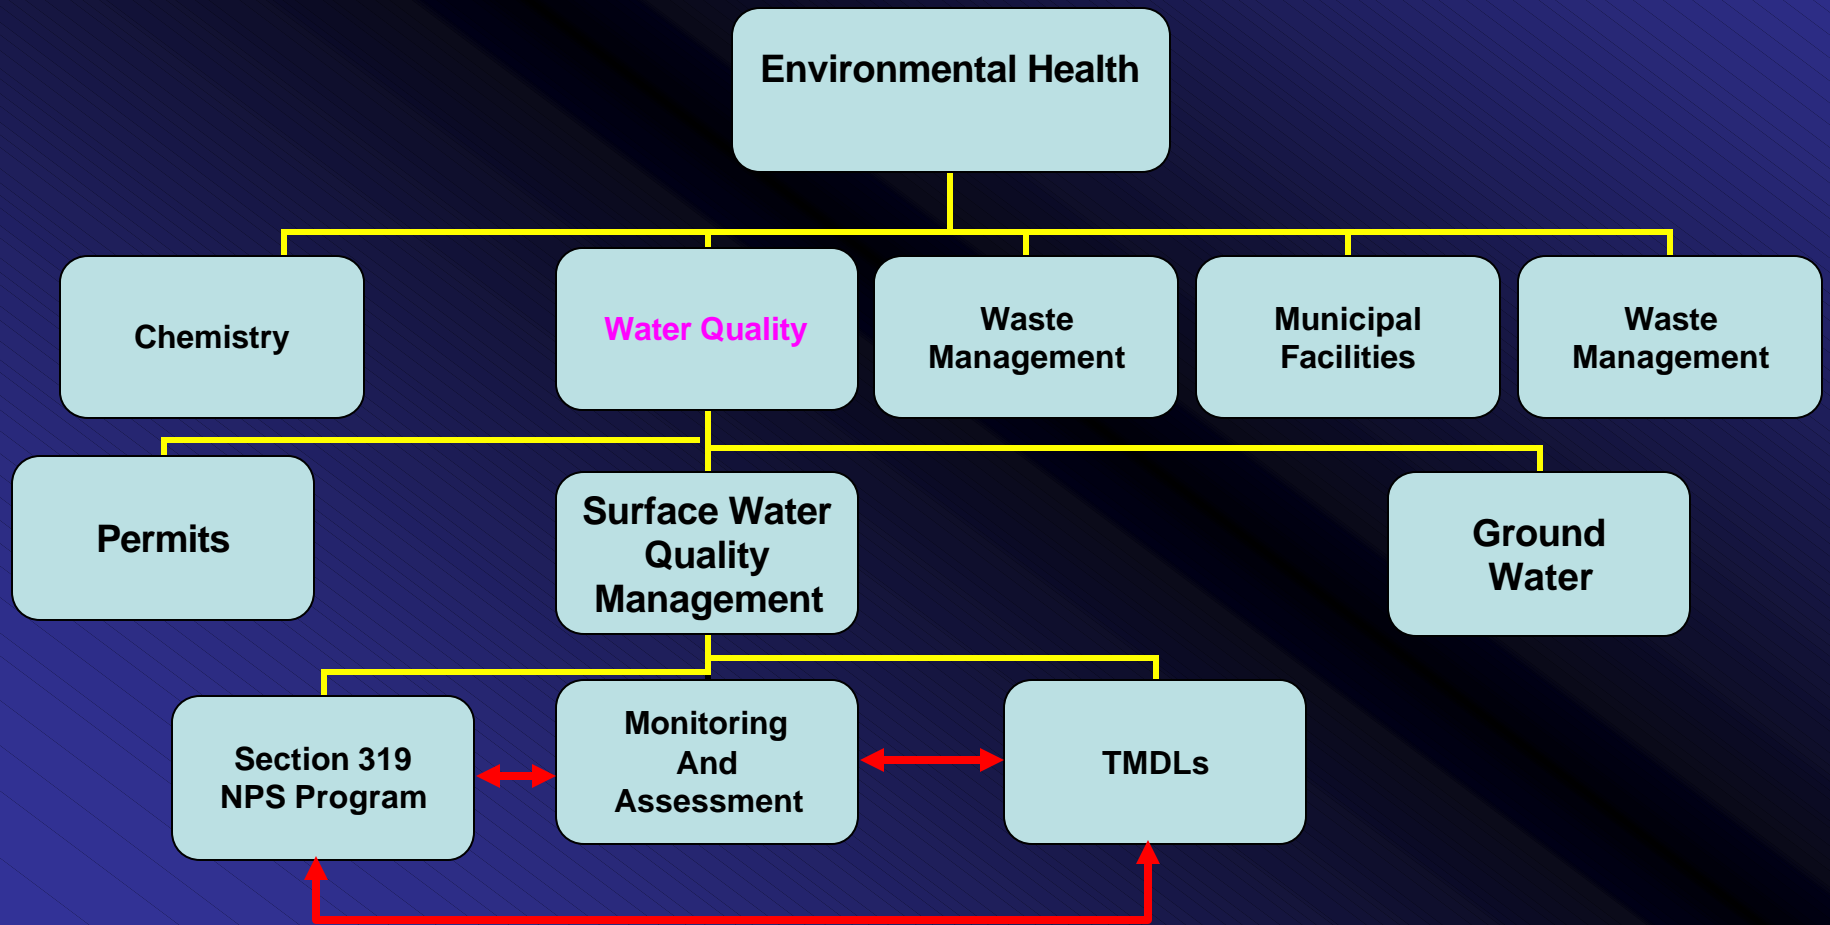 Environmental Health
Chemistry
Water Quality
Waste
Management
Municipal
Facilities
Waste
Management
Permits
Surface Water
Quality
Management
Ground
Water
Section 319
NPS Program
Monitoring
And
Assessment
TMDLs